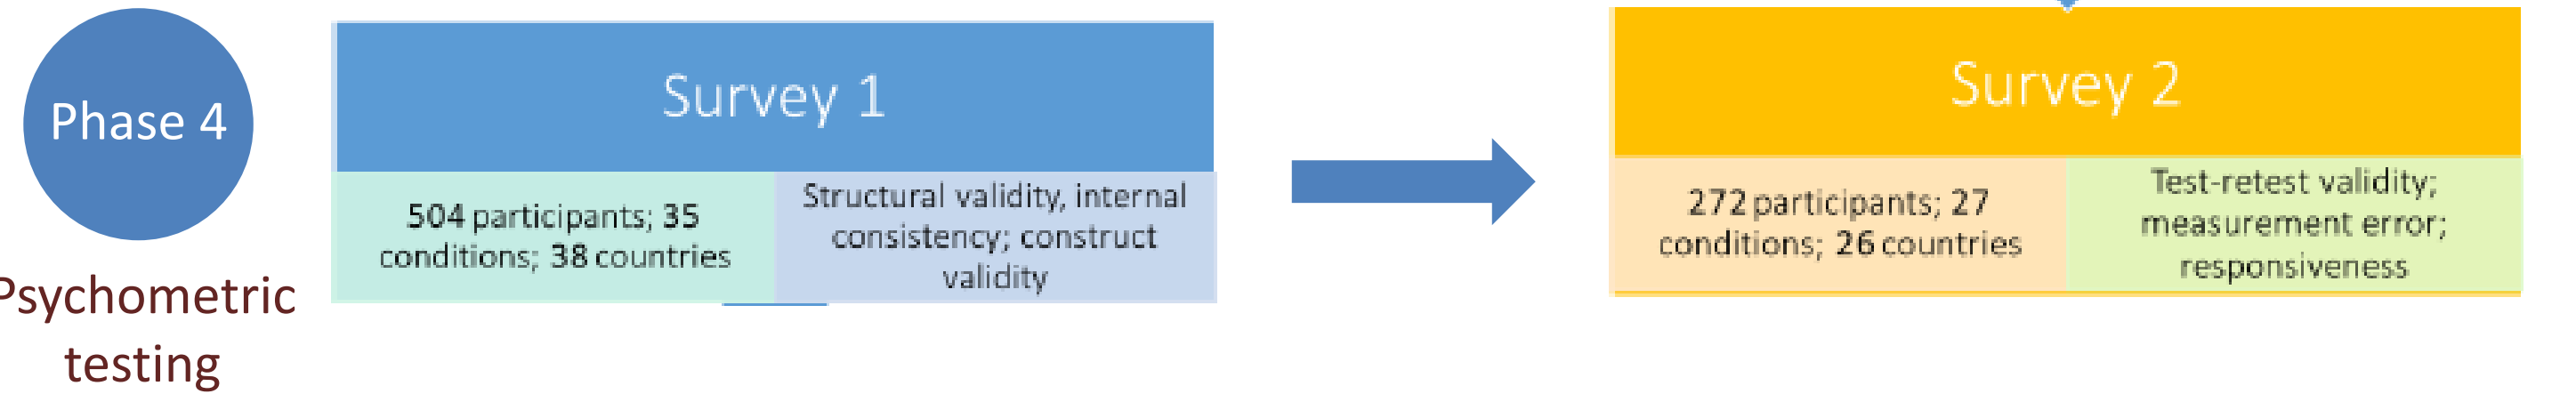 Phase 4
Psychometric
testing
Survey 1
504 participants; 35
conditions; 38 countries
Structural validity, internal
consistency; construct
validity
Survey 2
272 participants; 27
conditions; 26 countries
Test-retest validity;
measurement error;
responsiveness